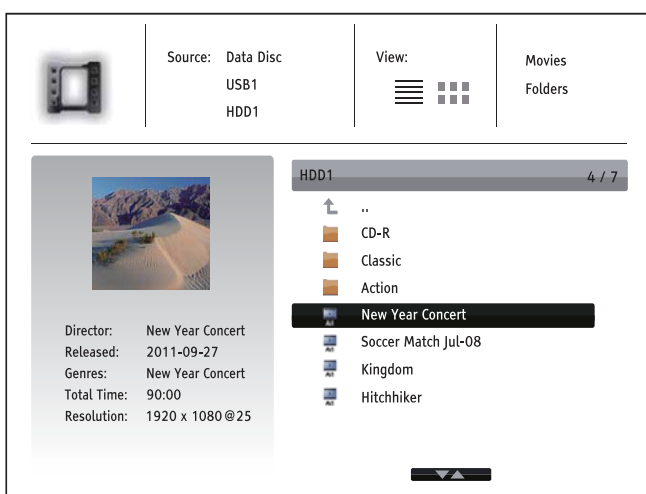 Source: Data Disc
USB1
HDD1
View:
Movies
Folders
HDD1 4 / 7
..
CD-R
Classic
Action
New Year Concert
Soccer Match Jul-08
Kingdom
Hitchhiker
Director: New Year Concert
Released: 2011-09-27
Genres: New Year Concert
Total Time: 90:00
Resolution: 1920 x 1080@25